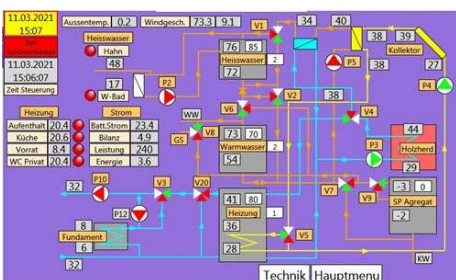 11.03.2021
15:07
Zeit
Synchronisieren
11.03.2021
15:06:07
Zeit Steuerung
Aussentemp. 0.2 Windgesch. 73.3 9.1
Heisswasser
Hahn
48
17
W-Bad
P2
WW
Heizung
Aufenthalt 20.4
Küche 20.6
Vorrat 8.4
WC Privat 20.4
Strom
Batt.Strom 23.4
Bilanz 4.9
Leistung 240
Energie 3.6
GS
V8
V1
76 85
Heisswasser 2
72
V2
V6
73 70
Warmwasser 2
54
34 40
38 39
Kollektor
38
27
P5
P4
38
V4
P3
44
Holzherd
29
32
P10
V3
V20
P12
8
Fundament
6
32
41 80
Heizung 1
36
28
V5
V7
V9
-3 0
SP Agregat
-2
KW
Technik Hauptmenu